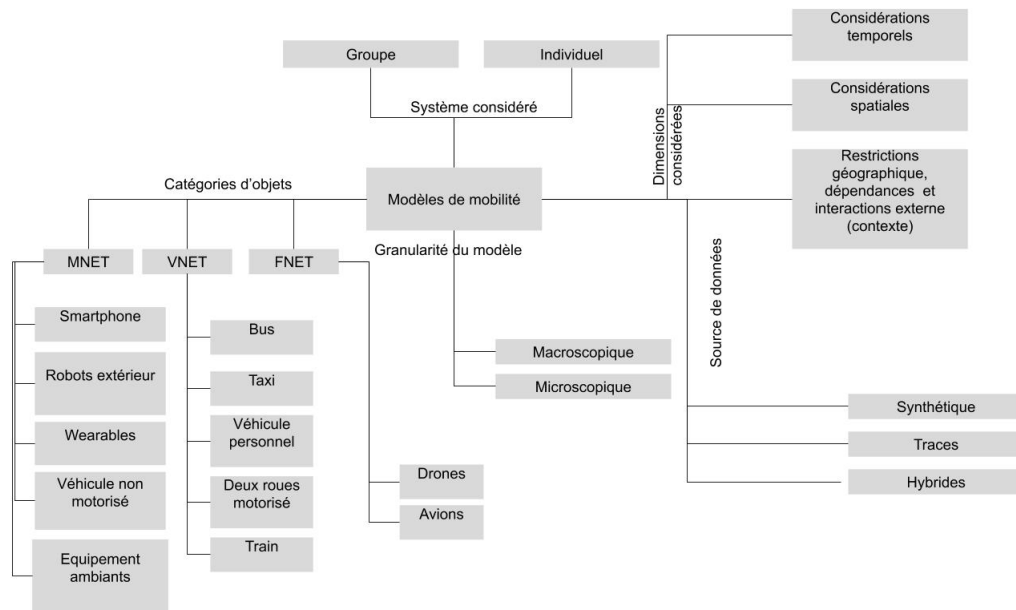 Considérations
temporels
Groupe
Individuel
Système considéré
Considérations
spatiales
Dimensions
considérées
Restrictions
géographique,
dépendances et
interactions externe
(contexte)
Catégories d'objets
Modèles de mobilité
Granularité du modèle
MNET
VNET
FNET
Source de données
Smartphone
Robots extérieur
Wearables
Véhicule non
motorisé
Equipement
ambiants
Bus
Taxi
Véhicule
personnel
Deux roues
motorisé
Train
Drones
Avions
Macroscopique
Microscopique
Synthétique
Traces
Hybrides